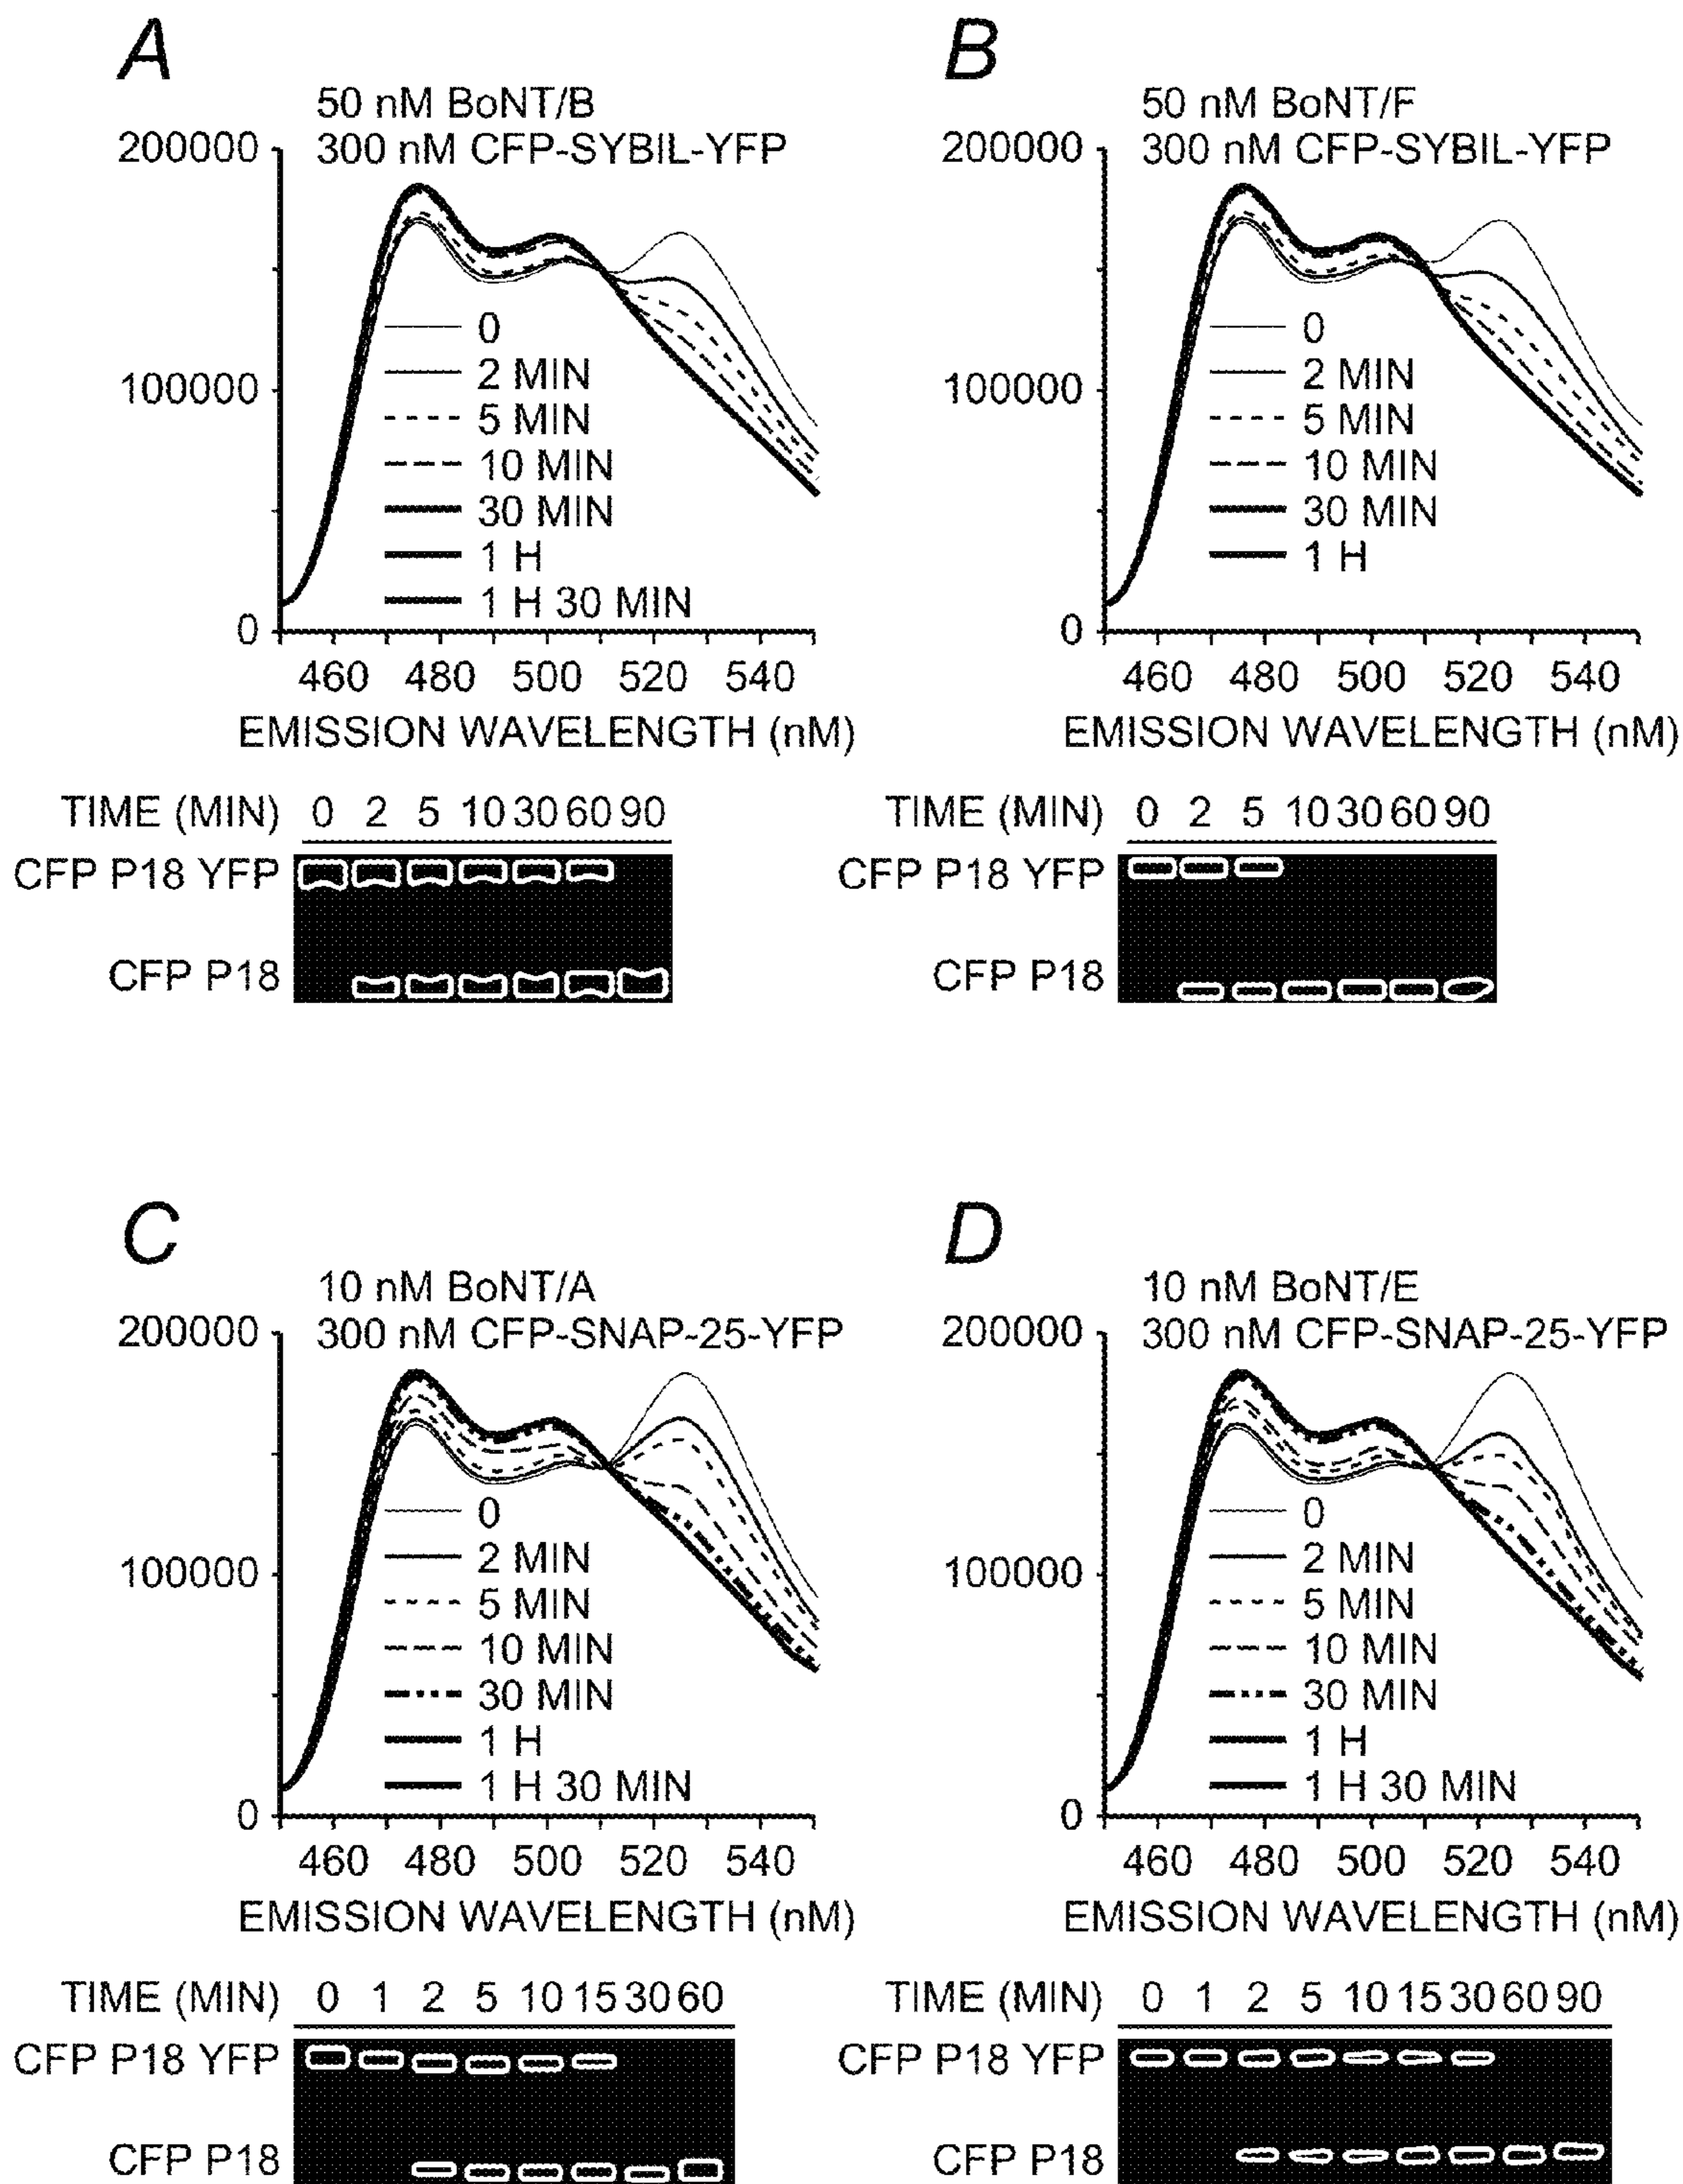 A
50 nM BoNT/B
300 nM CFP-SYBIL-YFP
200000
100000
0
0
2 MIN
5 MIN
10 MIN
30 MIN
1 H
1 H 30 MIN
460 480 500 520 540
EMISSION WAVELENGTH (nM)
TIME (MIN) 0 2 5 10 30 60 90
CFP P18 YFP
CFP P18
B
50 nM BoNT/F
300 nM CFP-SYBIL-YFP
200000
100000
0
0
2 MIN
5 MIN
10 MIN
30 MIN
1 H
460 480 500 520 540
EMISSION WAVELENGTH (nM)
TIME (MIN) 0 2 5 10 30 60 90
CFP P18 YFP
CFP P18
C
10 nM BoNT/A
300 nM CFP-SNAP-25-YFP
200000
100000
0
0
2 MIN
5 MIN
10 MIN
30 MIN
1 H
1 H 30 MIN
460 480 500 520 540
EMISSION WAVELENGTH (nM)
TIME (MIN) 0 1 2 5 10 15 30 60
CFP P18 YFP
CFP P18
D
10 nM BoNT/E
300 nM CFP-SNAP-25-YFP
200000
100000
0
0
2 MIN
5 MIN
10 MIN
30 MIN
1 H
1 H 30 MIN
460 480 500 520 540
EMISSION WAVELENGTH (nM)
TIME (MIN) 0 1 2 5 10 15 30 60 90
CFP P18 YFP
CFP P18